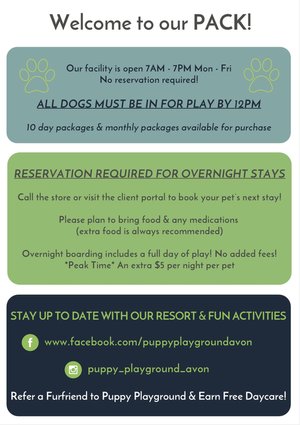 Welcome to our PACK!
Our facility is open 7AM - 7PM Mon - Fri
No reservation required!
ALL DOGS MUST BE IN FOR PLAY BY 12PM
10 day packages & monthly packages available for purchase
RESERVATION REQUIRED FOR OVERNIGHT STAYS
Call the store or visit the client portal to book your pet's next stay!
Please plan to bring food & any medications
(extra food is always recommended)
Overnight boarding includes a full day of play! No added fees!
*Peak Time* An extra $5 per night per pet
STAY UP TO DATE WITH OUR RESORT & FUN ACTIVITIES
f www.facebook.com/puppyplaygroundavon
puppy_playground_avon
Refer a Furfriend to Puppy Playground & Earn Free Daycare!